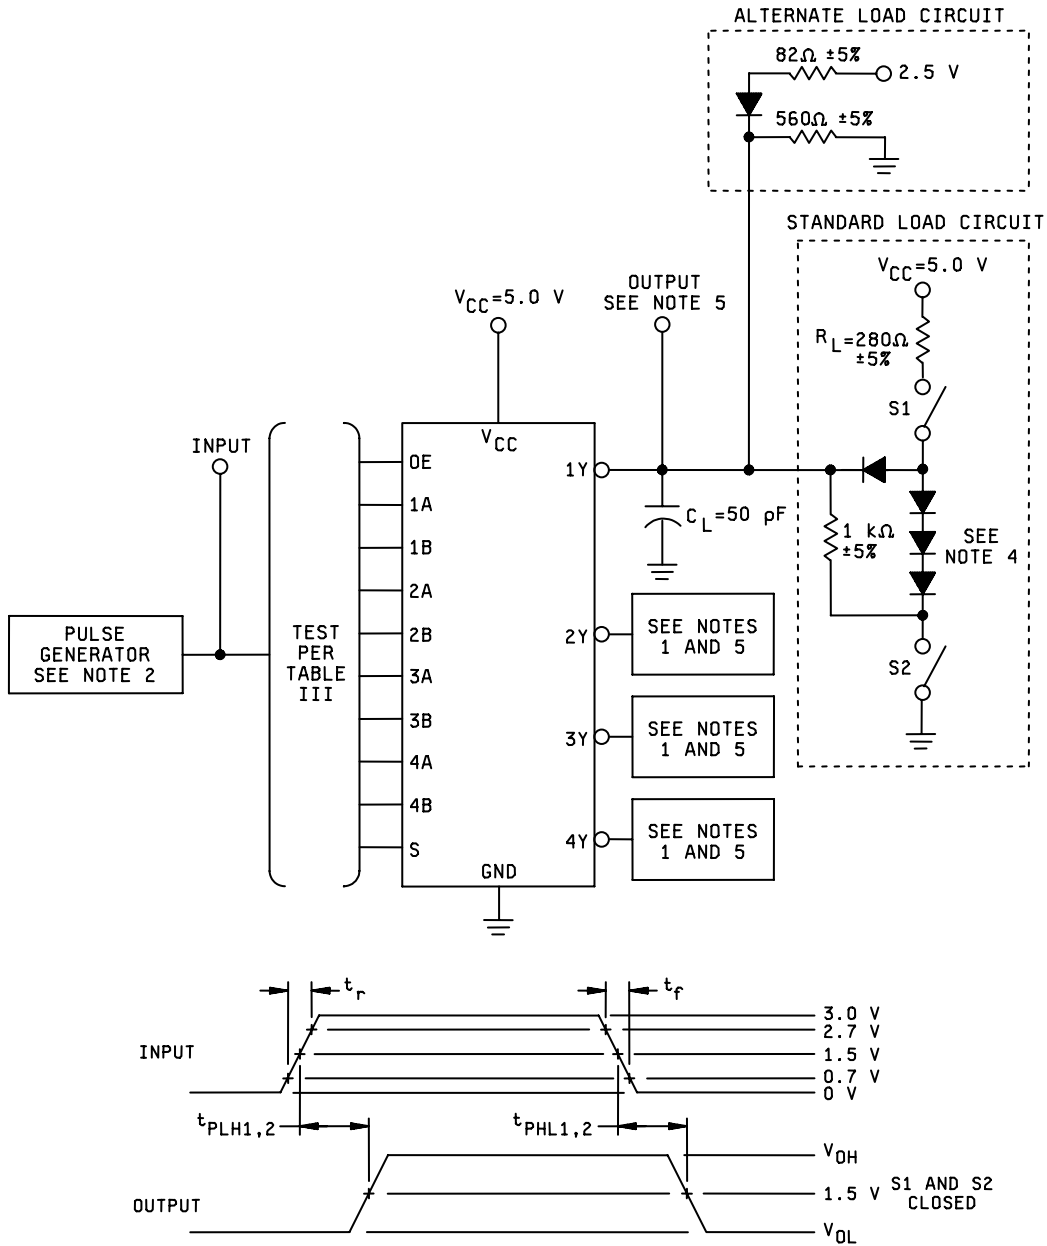 ALTERNATE LOAD CIRCUIT
82Ω ±5%
2.5 V
560Ω ±5%
STANDARD LOAD CIRCUIT
VCC=5.0 V
RL=280Ω
±5%
S1
1 kΩ
±5%
SEE
NOTE 4
S2
OUTPUT
SEE NOTE 5
VCC=5.0 V
INPUT
PULSE
GENERATOR
SEE NOTE 2
TEST
PER
TABLE
III
VCC
OE
1A
1B
2A
2B
3A
3B
4A
4B
S
GND
1Y
CL=50 pF
2Y
SEE NOTES
1 AND 5
3Y
SEE NOTES
1 AND 5
4Y
SEE NOTES
1 AND 5
tr
tf
INPUT
3.0 V
2.7 V
1.5 V
0.7 V
0 V
tPLH1,2
tPHL1,2
OUTPUT
VOH
1.5 V
VOL
S1 AND S2
CLOSED